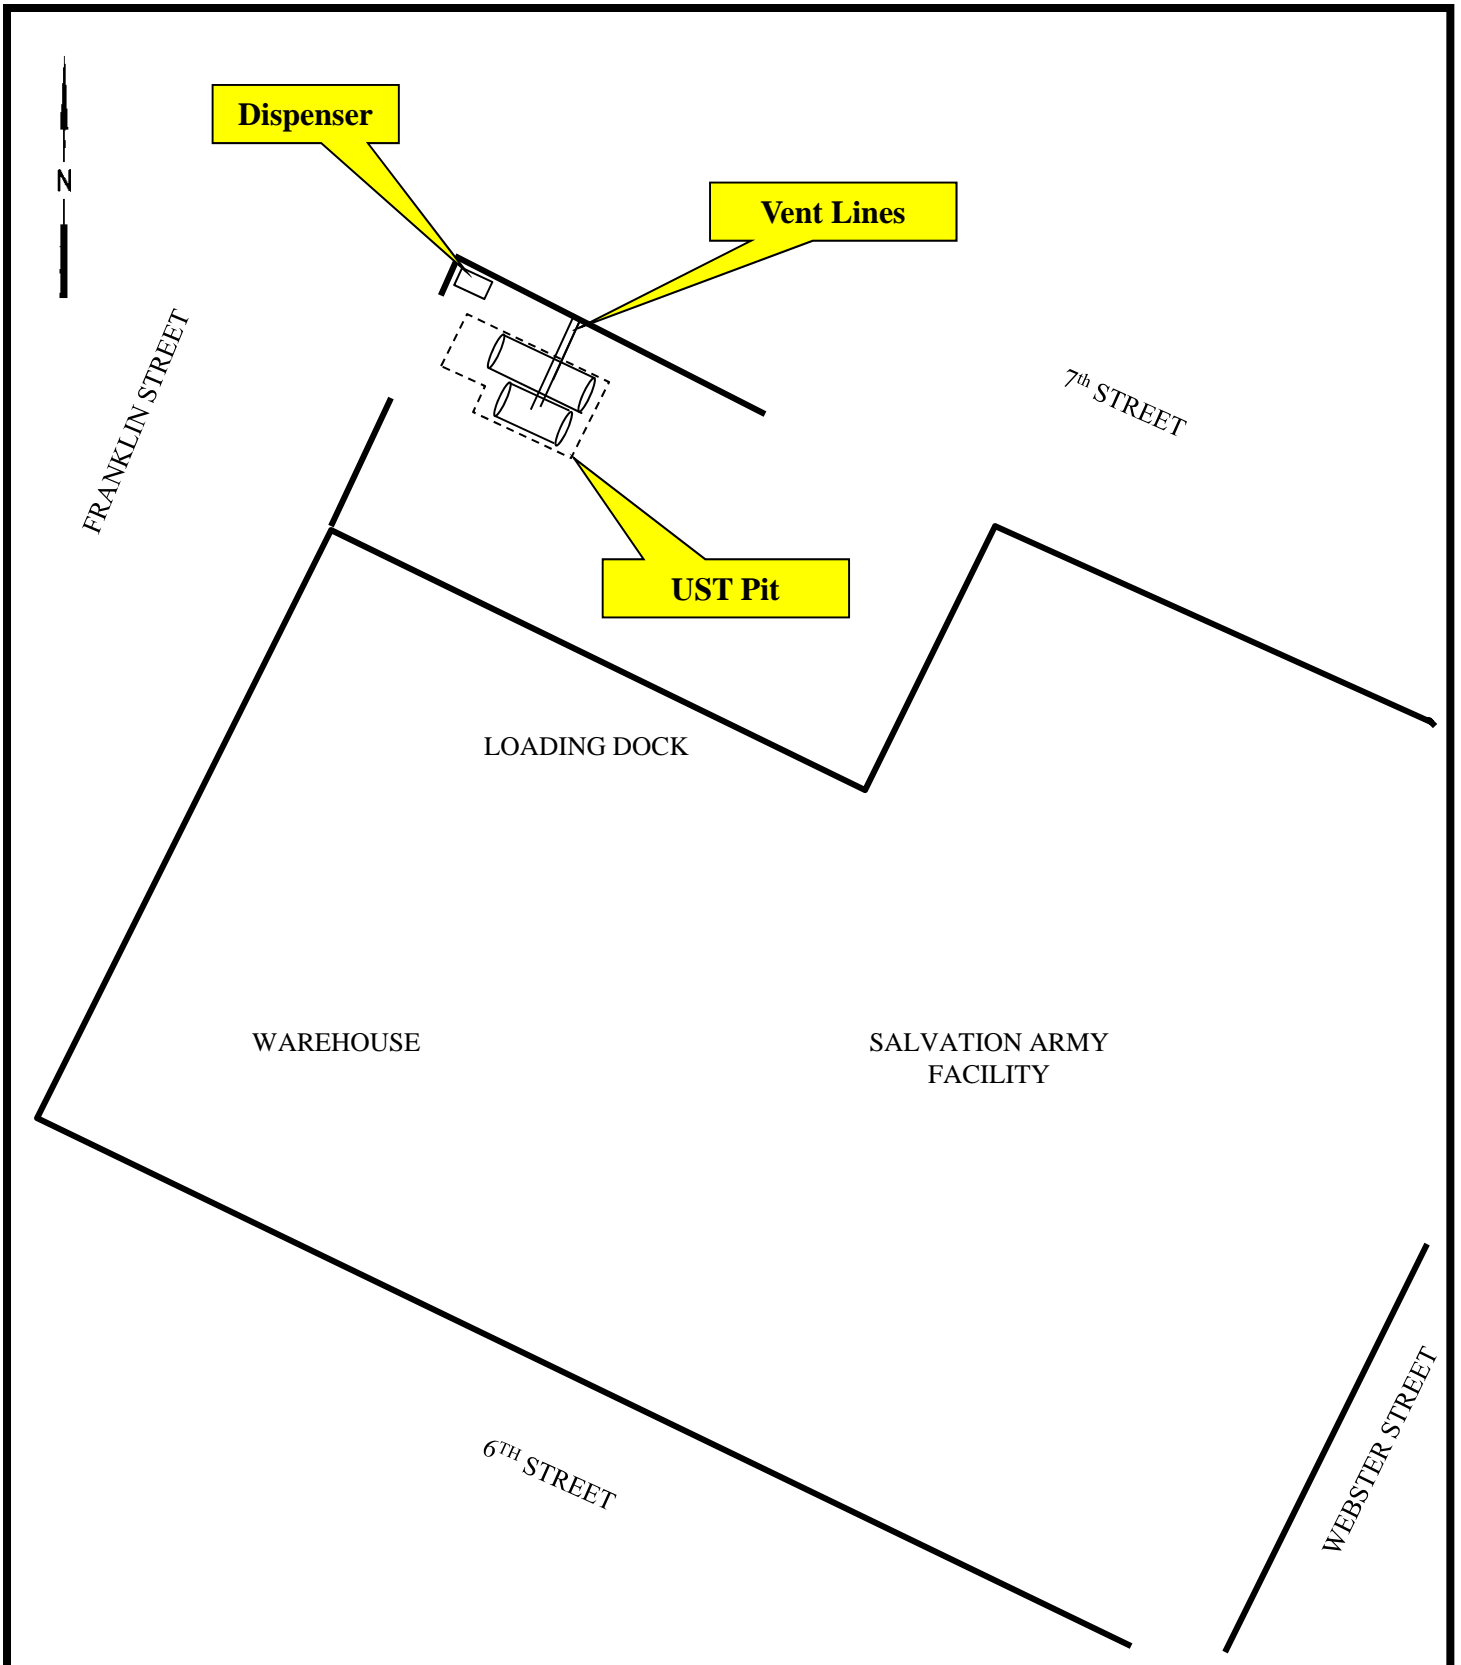 Dispenser
Vent Lines
N
FRANKLIN STREET
7th STREET
UST Pit
LOADING DOCK
WAREHOUSE
SALVATION ARMY
FACILITY
6TH STREET
WEBSTER STREET